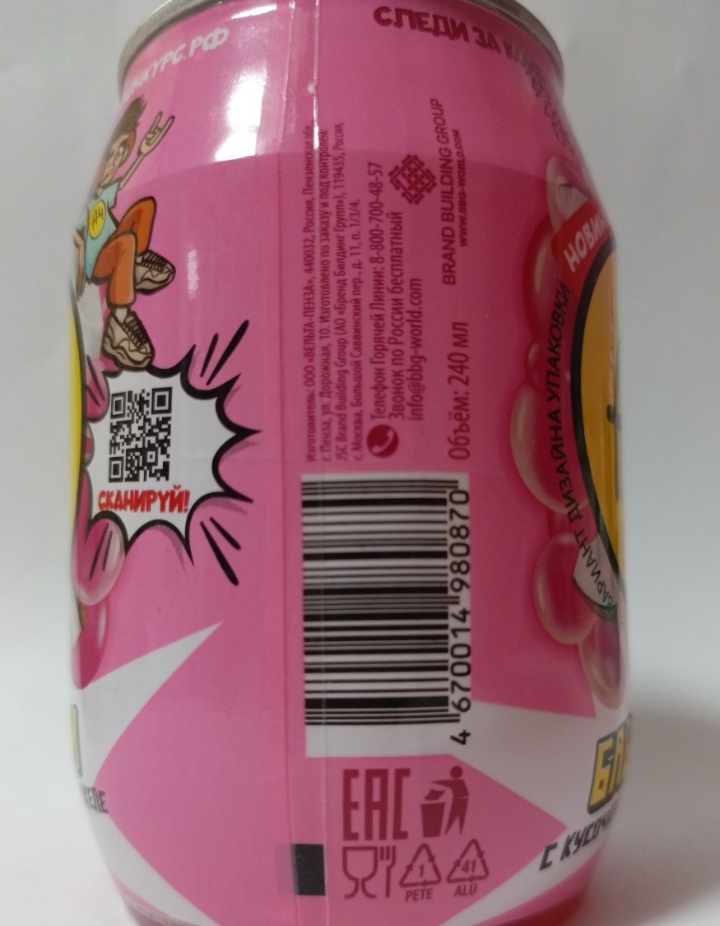 КУРС.РФ
СЛЕДИ ЗА
А4
СКАНИРУЙ!
Изготовитель: ООО «ВЕЛЬТА-ПЕНЗА», 440032, Россия, Пензенская обл.,
г. Пенза, ул. Дорожная, 10. Изготовлено по заказу и под контролем:
JSC Brand Building Group (АО «Бренд Билдинг Групп»), 119435, Россия,
г. Москва, Большой Саввинский пер., д. 11, п. 1/3/4.
Телефон Горячей Линии: 8-800-700-48-57
Звонок по России бесплатный
info@bbg-world.com
BRAND BUILDING GROUP
WWW.BBG-WORLD.COM
Объём: 240 мл
4 670014 980870
EAC
1
PETE
41
ALU
ВАРИАНТ ДИЗАЙНА УПАКОВКИ
С